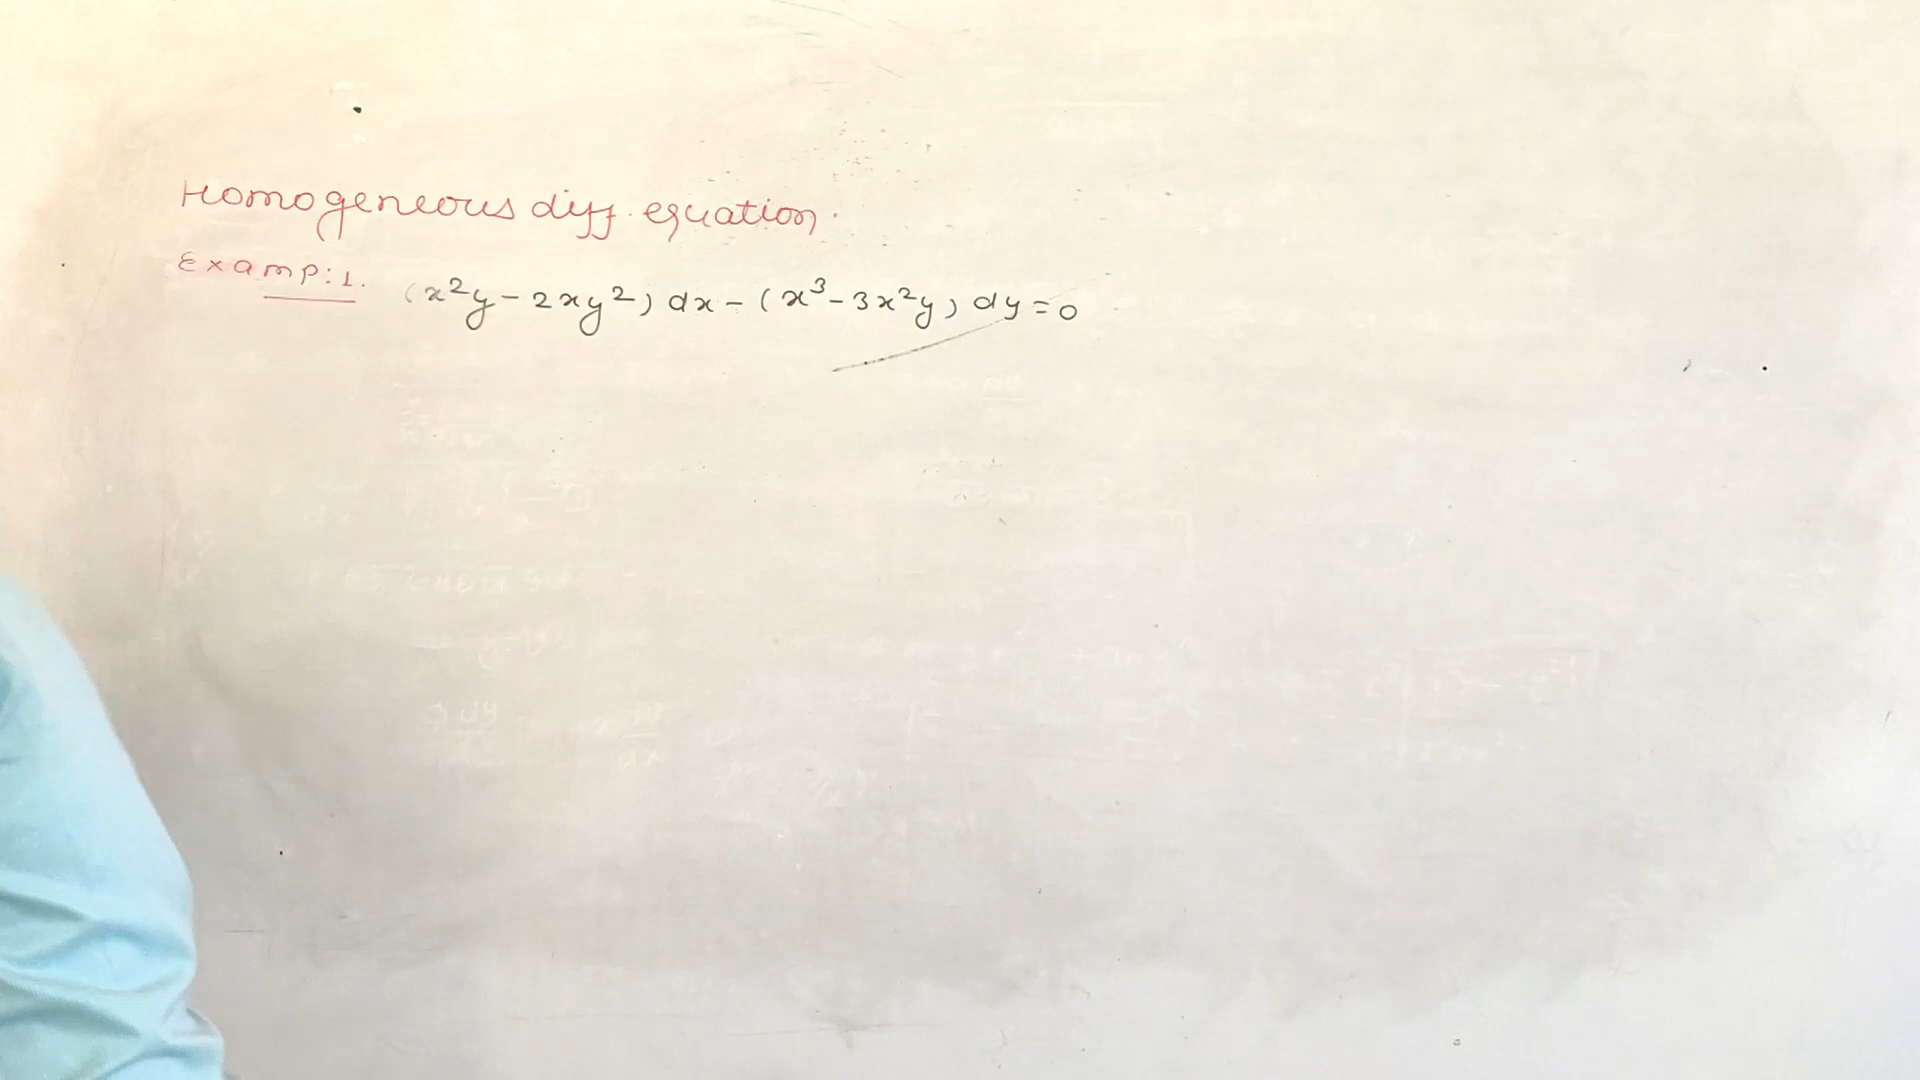 Homogeneous diff. equation.
Examp:1. (x²y - 2xy²) dx - (x³ - 3x²y) dy = 0